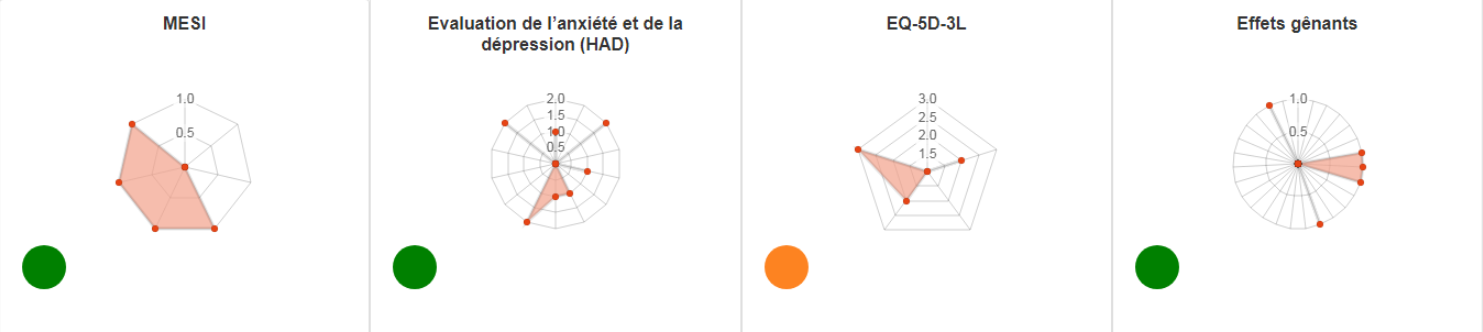 MESI
1.0
0.5
Evaluation de l’anxiété et de la
dépression (HAD)
2.0
1.5
1.0
0.5
EQ-5D-3L
3.0
2.5
2.0
1.5
Effets gênants
1.0
0.5